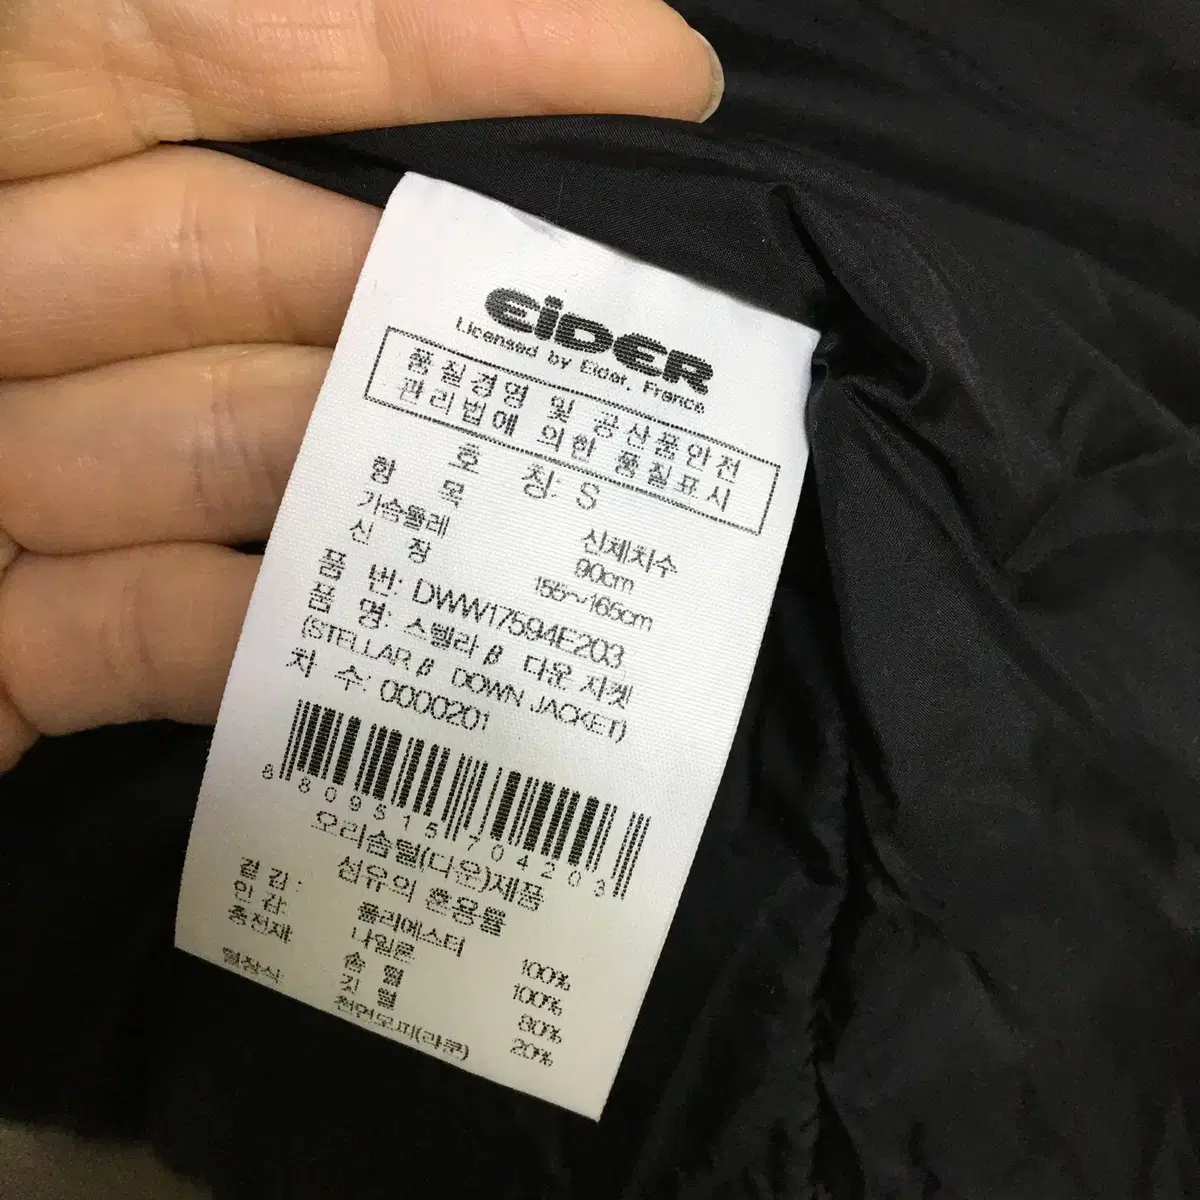 EiDER
Licensed by Eider, France
품질경영 및 공산품안전
관리법에 의한 품질표시
호 칭: S
항 목 신체치수
가슴둘레 90cm
신 장 155~165cm
품 번: DWW17594E203
품 명: 스텔라 β 다운 자켓
(STELLAR β DOWN JACKET)
치 수: 0000201
8809515704203
오리솜털(다운)제품
섬유의 혼용률
겉감: 폴리에스터 100%
안감: 나일론 100%
충전재: 솜 털 80%
깃 털 20%
털장식: 천연모피(라쿤)